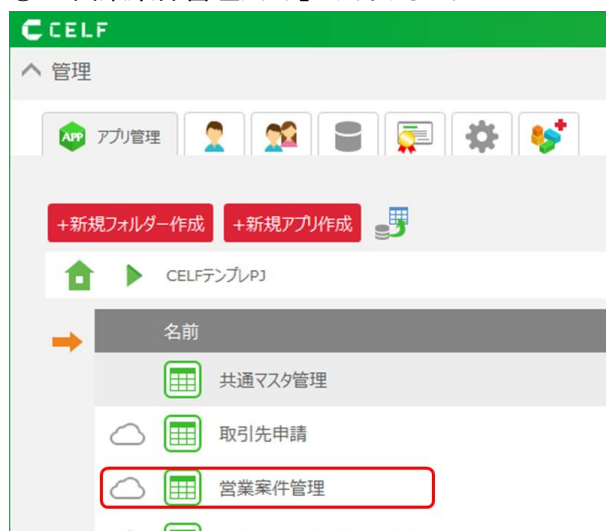 CELF
管理
APP アプリ管理
+新規フォルダー作成 +新規アプリ作成
CELFテンプレPJ
名前
共通マスタ管理
取引先申請
営業案件管理